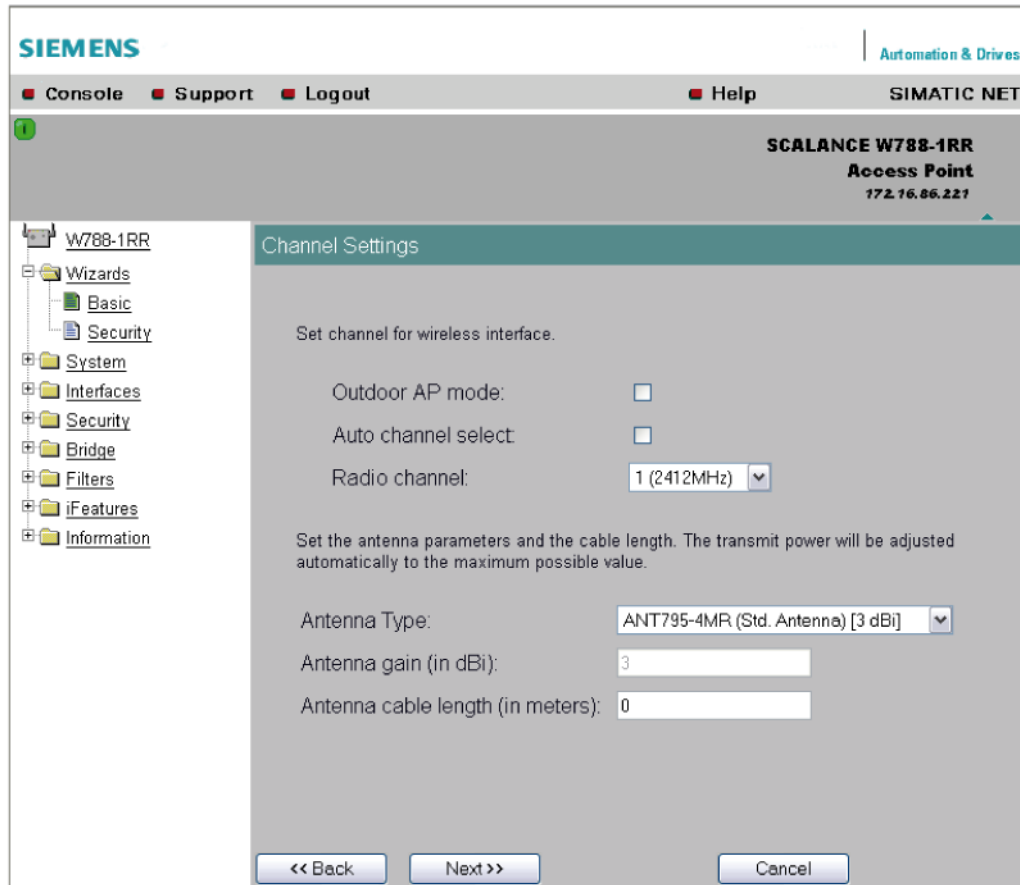 SIEMENS
Automation & Drives
Console Support Logout Help SIMATIC NET
SCALANCE W788-1RR
Access Point
172.16.86.221
W788-1RR
Wizards
Basic
Security
System
Interfaces
Security
Bridge
Filters
iFeatures
Information
Channel Settings
Set channel for wireless interface.
Outdoor AP mode:
Auto channel select:
Radio channel: 1 (2412MHz)
Set the antenna parameters and the cable length. The transmit power will be adjusted
automatically to the maximum possible value.
Antenna Type: ANT795-4MR (Std. Antenna) [3 dBi]
Antenna gain (in dBi): 3
Antenna cable length (in meters): 0
<< Back Next >> Cancel